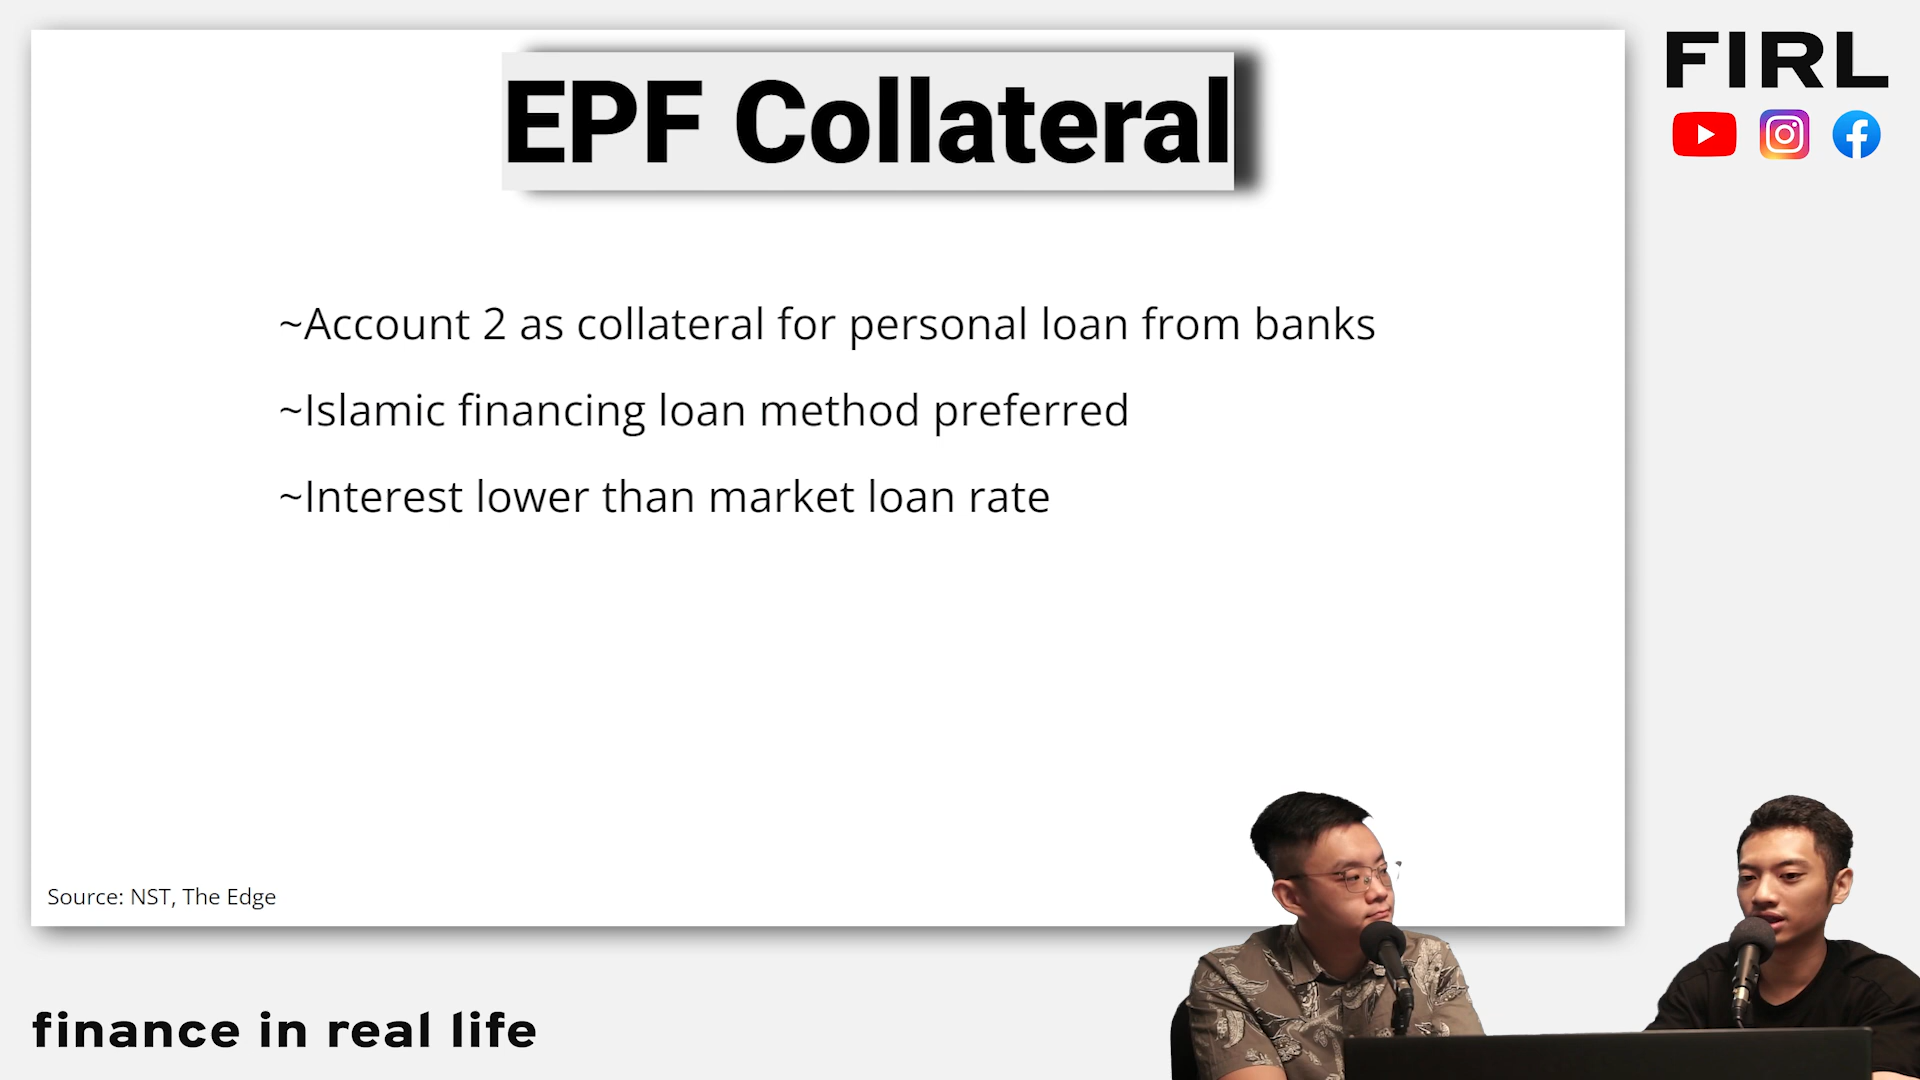 EPF Collateral
FIRL
~Account 2 as collateral for personal loan from banks
~Islamic financing loan method preferred
~Interest lower than market loan rate
Source: NST, The Edge
finance in real life